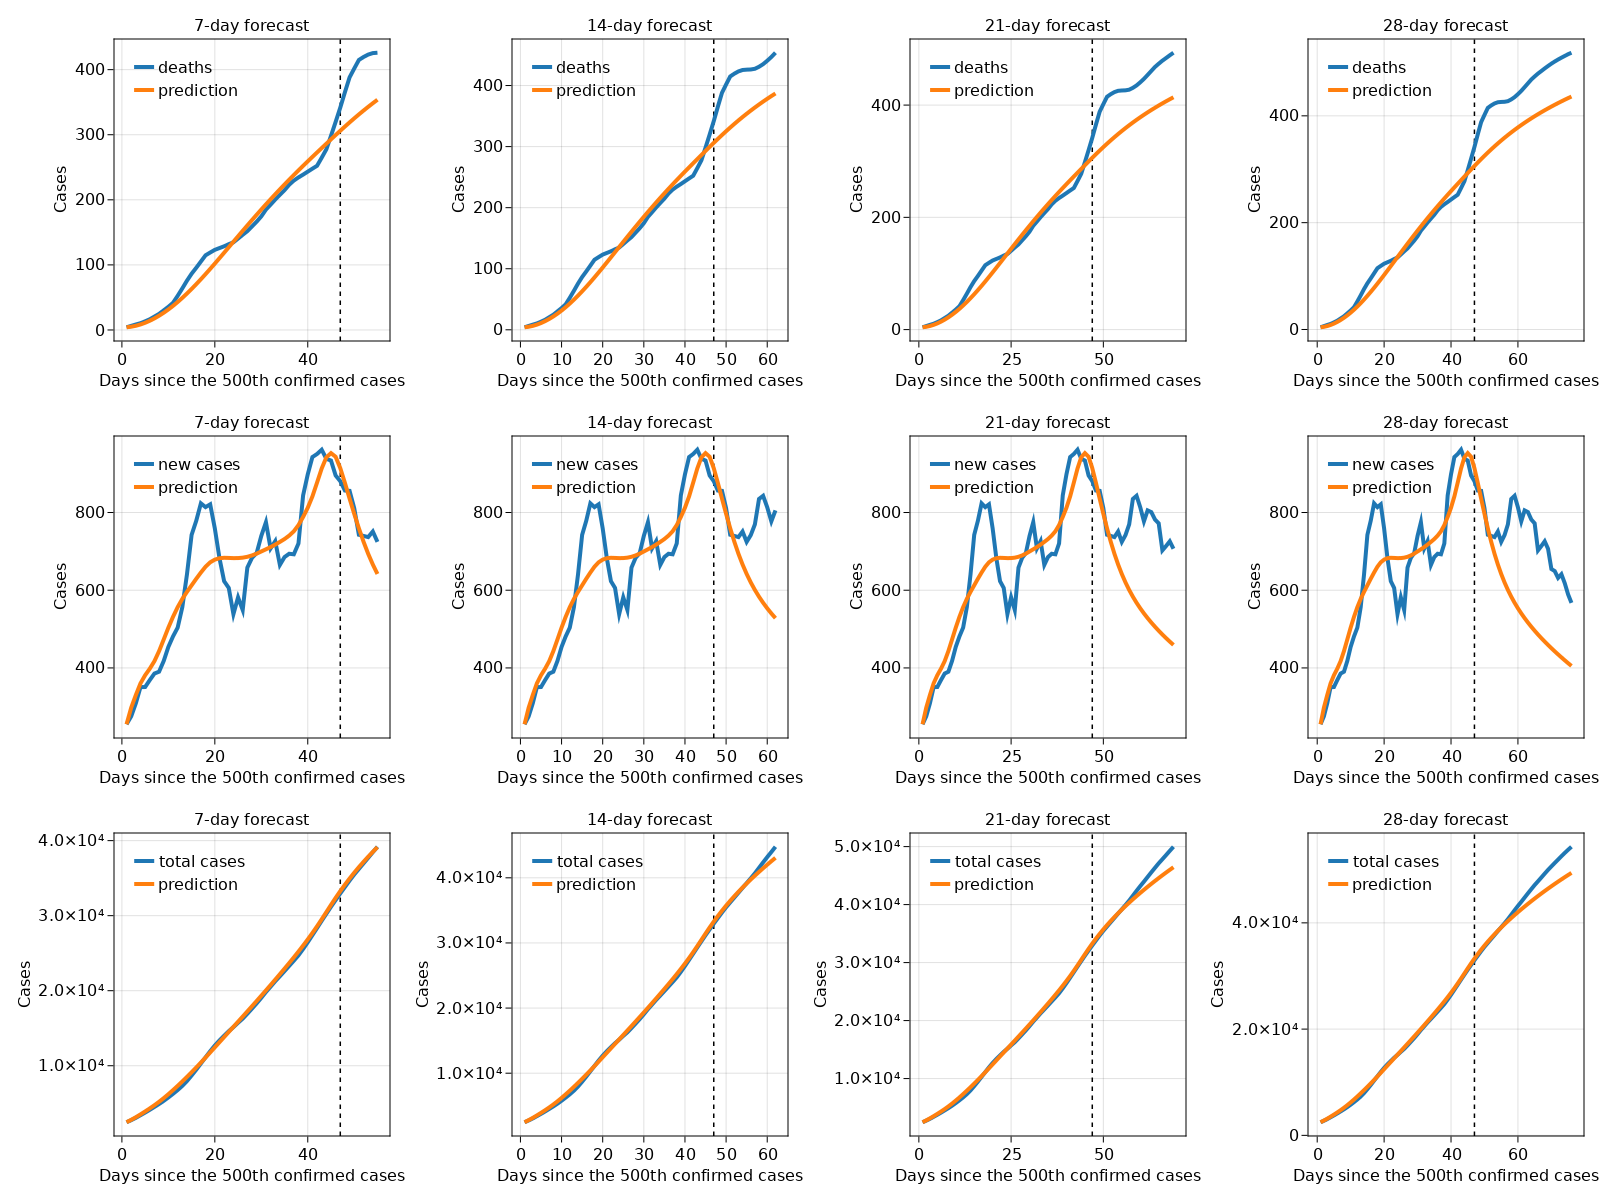 7-day forecast
14-day forecast
21-day forecast
28-day forecast
deaths
prediction
400
300
200
100
0
Cases
0 20 40
Days since the 500th confirmed cases
deaths
prediction
400
300
200
100
0
Cases
0 10 20 30 40 50 60
Days since the 500th confirmed cases
deaths
prediction
400
200
0
Cases
0 25 50
Days since the 500th confirmed cases
deaths
prediction
400
200
0
Cases
0 20 40 60
Days since the 500th confirmed cases
7-day forecast
14-day forecast
21-day forecast
28-day forecast
new cases
prediction
800
600
400
Cases
0 20 40
Days since the 500th confirmed cases
new cases
prediction
800
600
400
Cases
0 10 20 30 40 50 60
Days since the 500th confirmed cases
new cases
prediction
800
600
400
Cases
0 25 50
Days since the 500th confirmed cases
new cases
prediction
800
600
400
Cases
0 20 40 60
Days since the 500th confirmed cases
7-day forecast
14-day forecast
21-day forecast
28-day forecast
total cases
prediction
4.0×10⁴
3.0×10⁴
2.0×10⁴
1.0×10⁴
Cases
0 20 40
Days since the 500th confirmed cases
total cases
prediction
4.0×10⁴
3.0×10⁴
2.0×10⁴
1.0×10⁴
Cases
0 10 20 30 40 50 60
Days since the 500th confirmed cases
total cases
prediction
5.0×10⁴
4.0×10⁴
3.0×10⁴
2.0×10⁴
1.0×10⁴
Cases
0 25 50
Days since the 500th confirmed cases
total cases
prediction
4.0×10⁴
2.0×10⁴
0
Cases
0 20 40 60
Days since the 500th confirmed cases